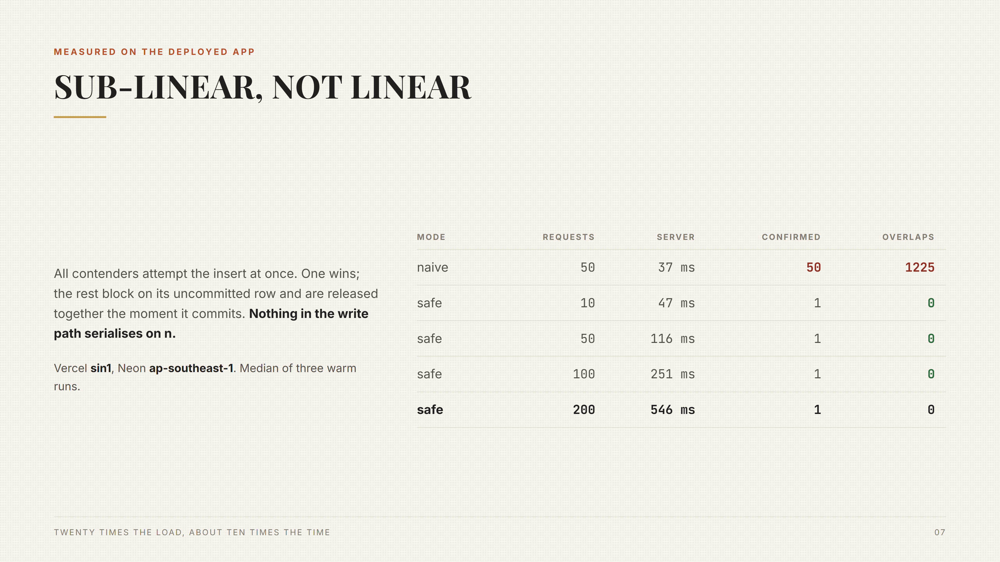 MEASURED ON THE DEPLOYED APP
SUB-LINEAR, NOT LINEAR
All contenders attempt the insert at once. One wins;
the rest block on its uncommitted row and are released
together the moment it commits. Nothing in the write
path serialises on n.
Vercel sin1, Neon ap-southeast-1. Median of three warm
runs.
MODE REQUESTS SERVER CONFIRMED OVERLAPS
naive 50 37 ms 50 1225
safe 10 47 ms 1 0
safe 50 116 ms 1 0
safe 100 251 ms 1 0
safe 200 546 ms 1 0
TWENTY TIMES THE LOAD, ABOUT TEN TIMES THE TIME
07